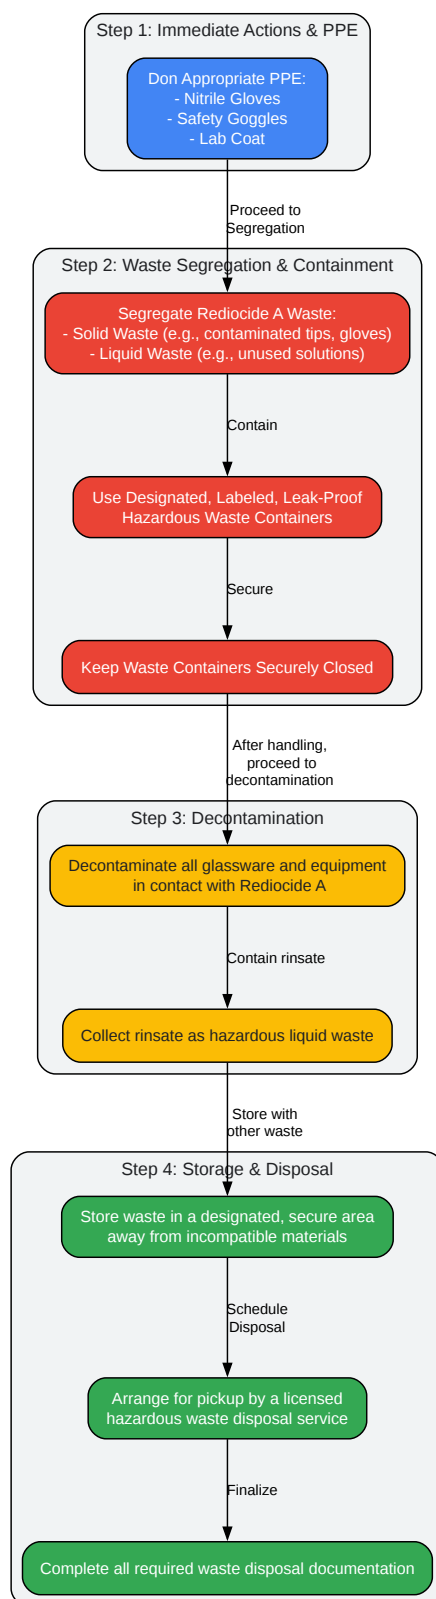 Step 1: Immediate Actions & PPE
Don Appropriate PPE:
- Nitrile Gloves
- Safety Goggles
- Lab Coat
Proceed to
Segregation
Step 2: Waste Segregation & Containment
Segregate Rediocide A Waste:
- Solid Waste (e.g., contaminated tips, gloves)
- Liquid Waste (e.g., unused solutions)
Contain
Use Designated, Labeled, Leak-Proof
Hazardous Waste Containers
Secure
Keep Waste Containers Securely Closed
After handling,
proceed to
decontamination
Step 3: Decontamination
Decontaminate all glassware and equipment
in contact with Rediocide A
Contain rinsate
Collect rinsate as hazardous liquid waste
Store with
other waste
Step 4: Storage & Disposal
Store waste in a designated, secure area
away from incompatible materials
Schedule
Disposal
Arrange for pickup by a licensed
hazardous waste disposal service
Finalize
Complete all required waste disposal documentation